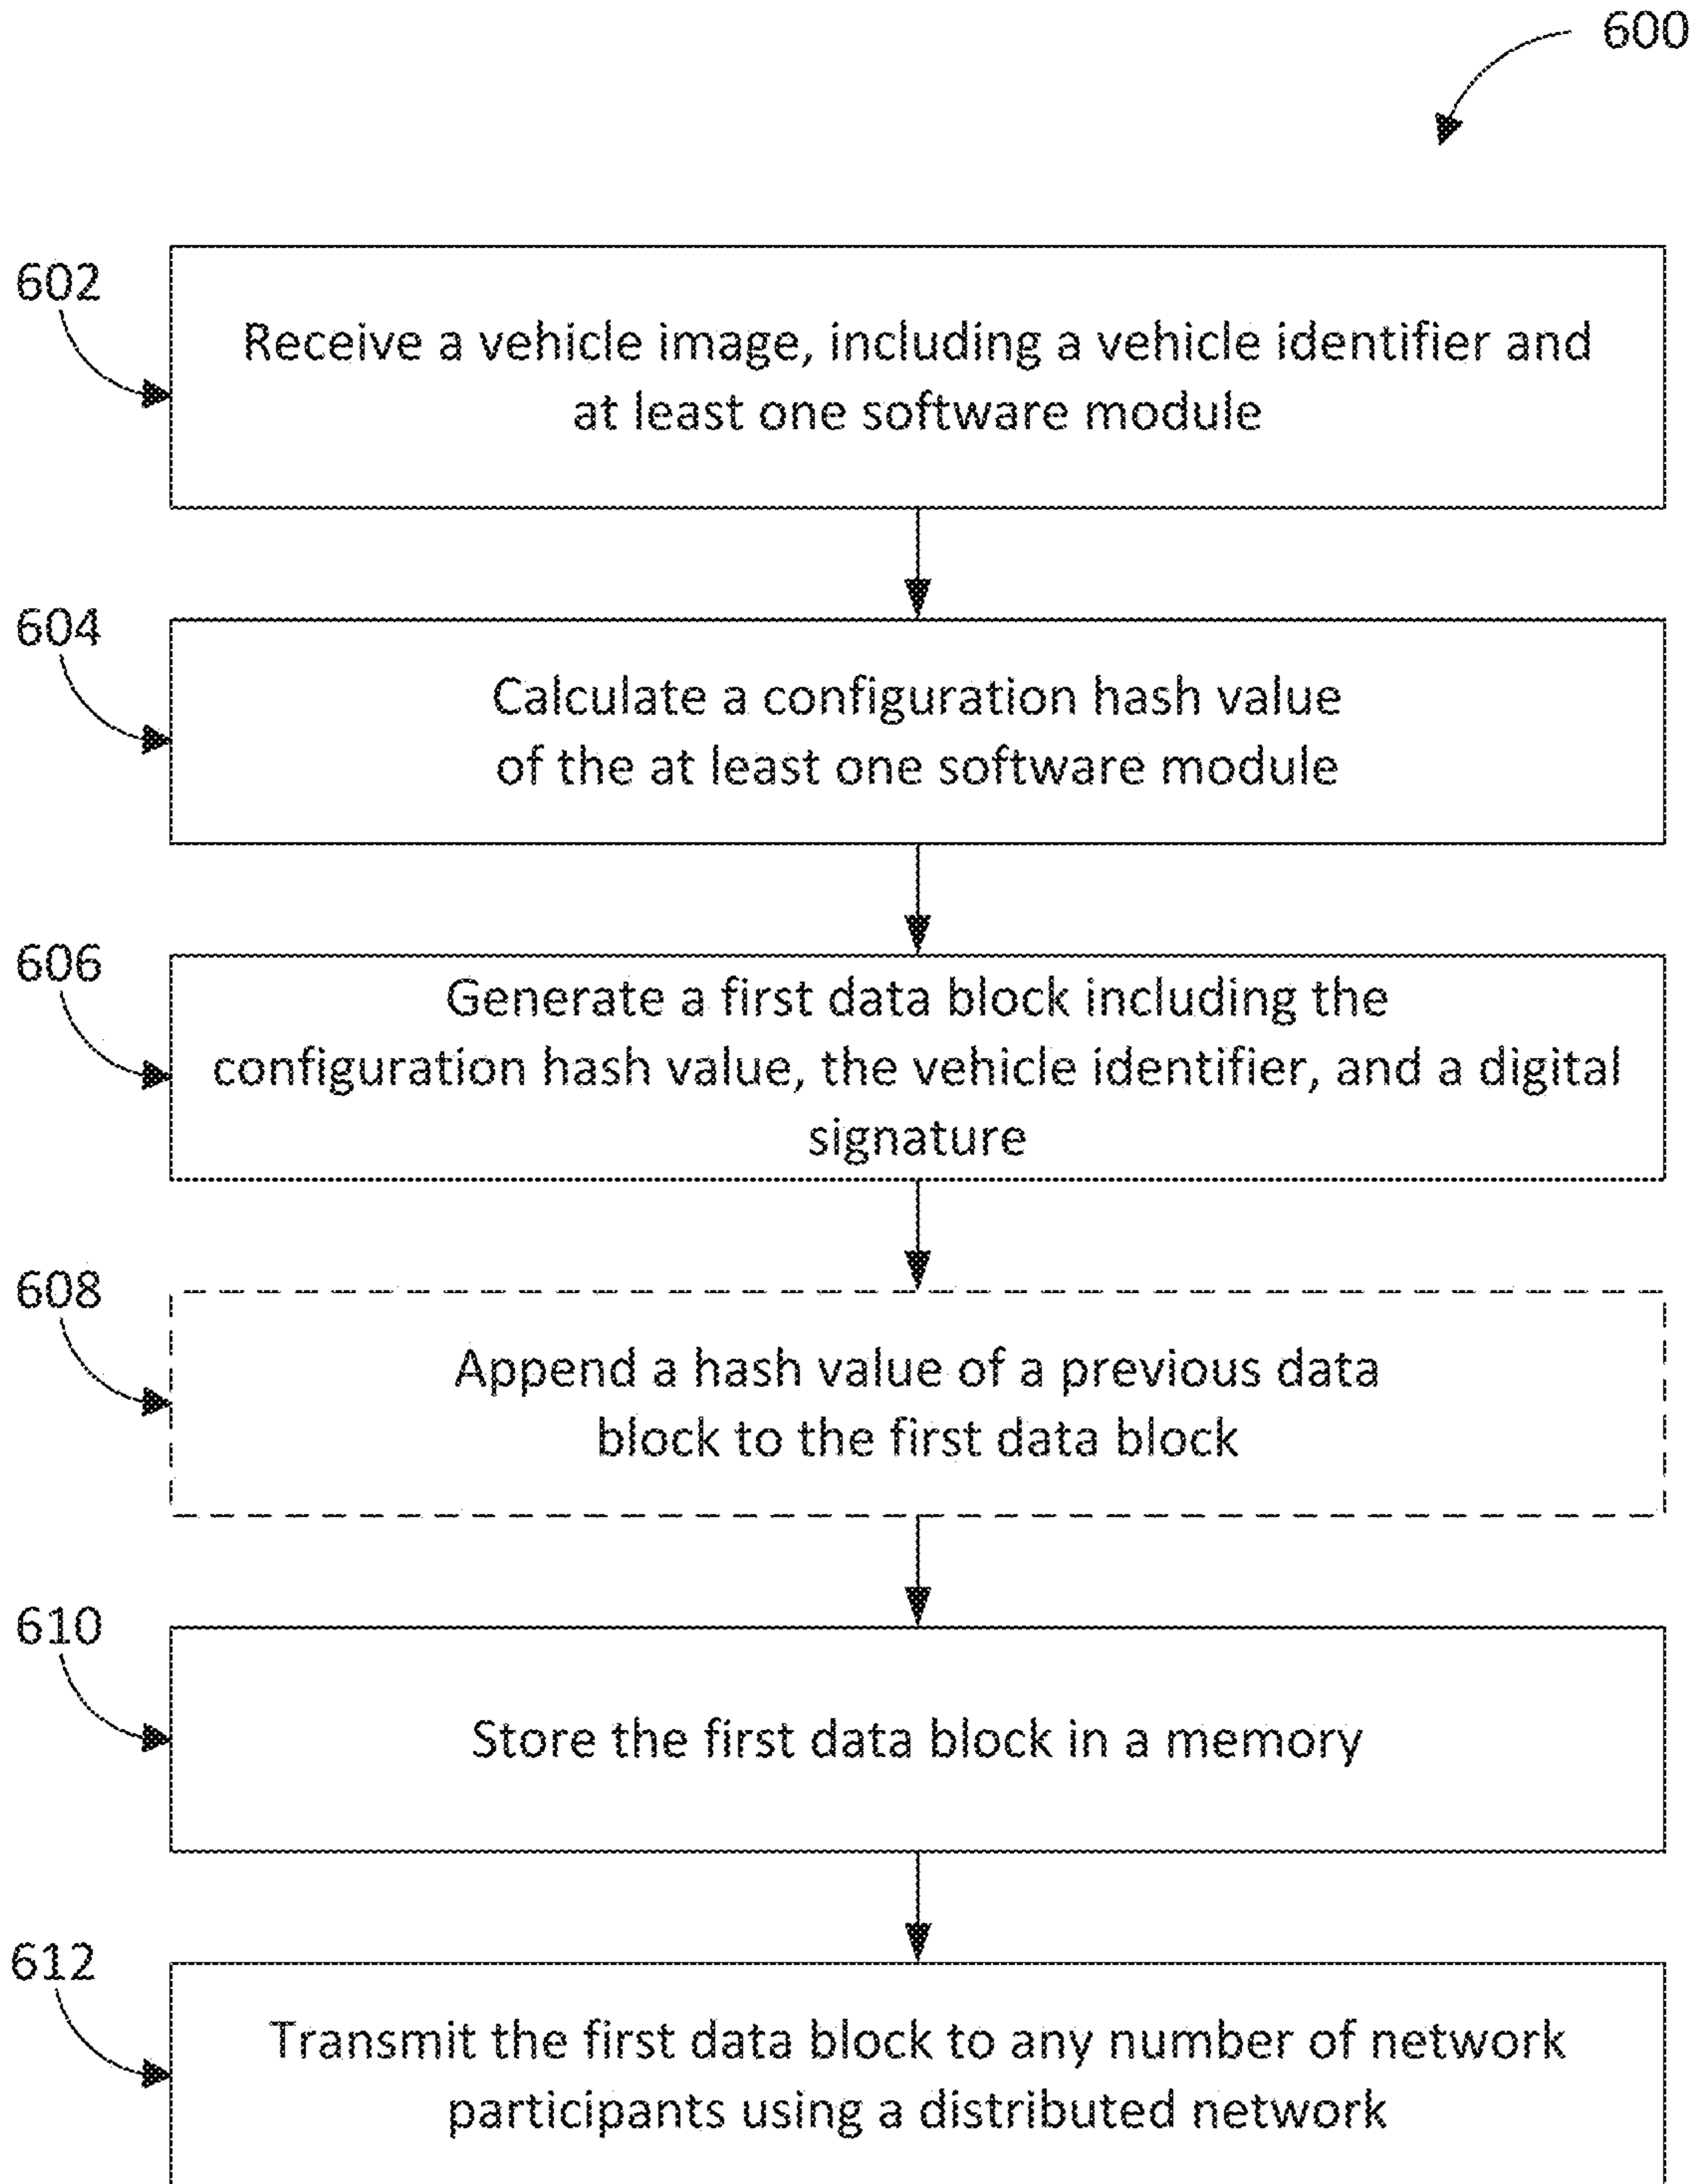 600
602
Receive a vehicle image, including a vehicle identifier and
at least one software module
604
Calculate a configuration hash value
of the at least one software module
606
Generate a first data block including the
configuration hash value, the vehicle identifier, and a digital
signature
608
Append a hash value of a previous data
block to the first data block
610
Store the first data block in a memory
612
Transmit the first data block to any number of network
participants using a distributed network